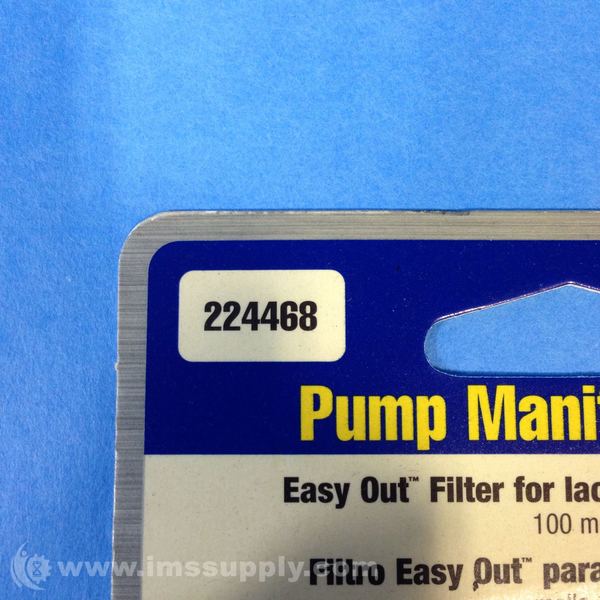 224468
Pump Manif
Easy Out™ Filter for lac
100 m
Filtro Easy Out™ para
www.imssupply.com